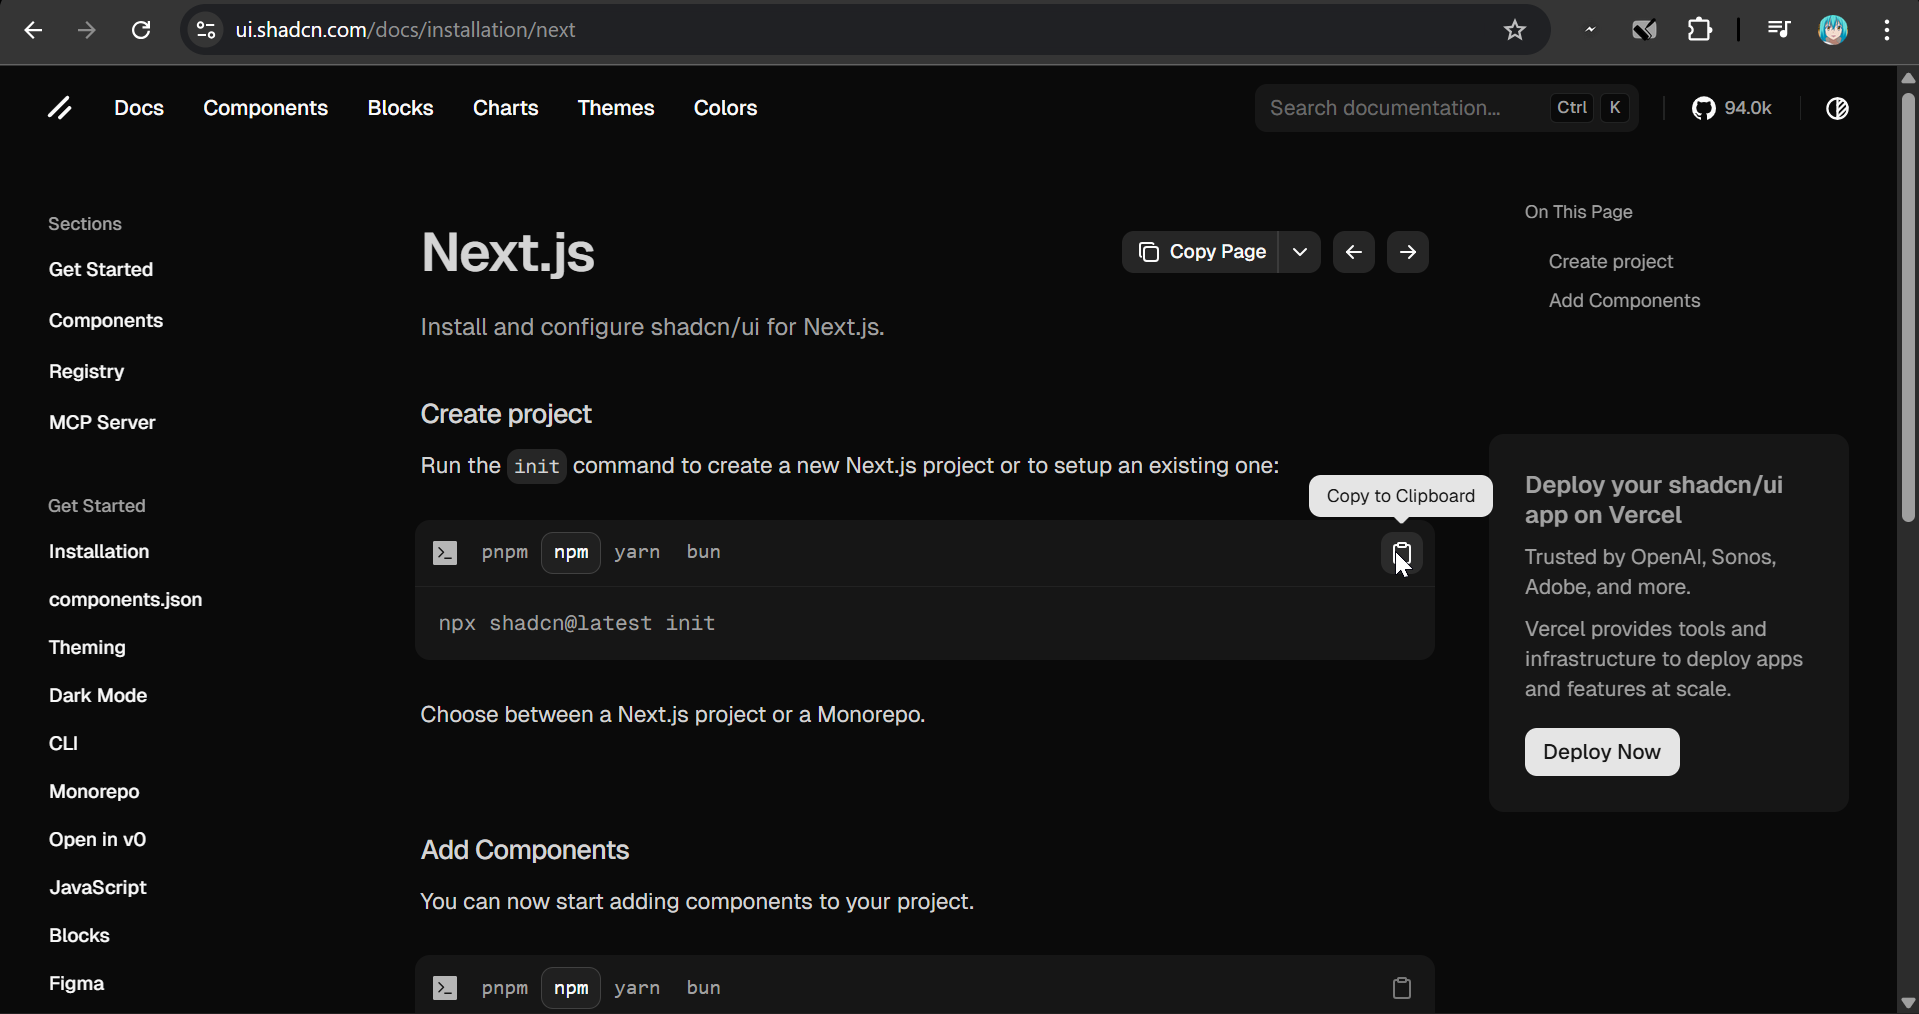 ui.shadcn.com/docs/installation/next
Docs
Components
Blocks
Charts
Themes
Colors
Search documentation...
Ctrl
K
94.0k
Sections
Get Started
Components
Registry
MCP Server
Get Started
Installation
components.json
Theming
Dark Mode
CLI
Monorepo
Open in v0
JavaScript
Blocks
Figma
Next.js
Copy Page
Install and configure shadcn/ui for Next.js.
Create project
Run the init command to create a new Next.js project or to setup an existing one:
Copy to Clipboard
pnpm npm yarn bun
npx shadcn@latest init
Choose between a Next.js project or a Monorepo.
Add Components
You can now start adding components to your project.
pnpm npm yarn bun
On This Page
Create project
Add Components
Deploy your shadcn/ui
app on Vercel
Trusted by OpenAI, Sonos,
Adobe, and more.
Vercel provides tools and
infrastructure to deploy apps
and features at scale.
Deploy Now